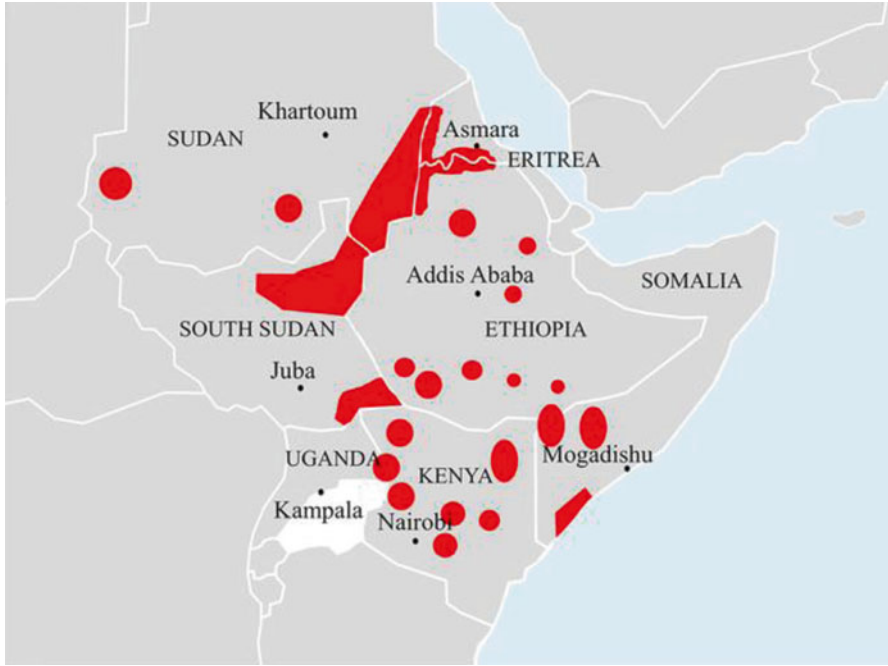 Khartoum
SUDAN
Asmara
ERITREA
Addis Ababa
SOMALIA
SOUTH SUDAN
ETHIOPIA
Juba
UGANDA
KENYA
Mogadishu
Kampala
Nairobi